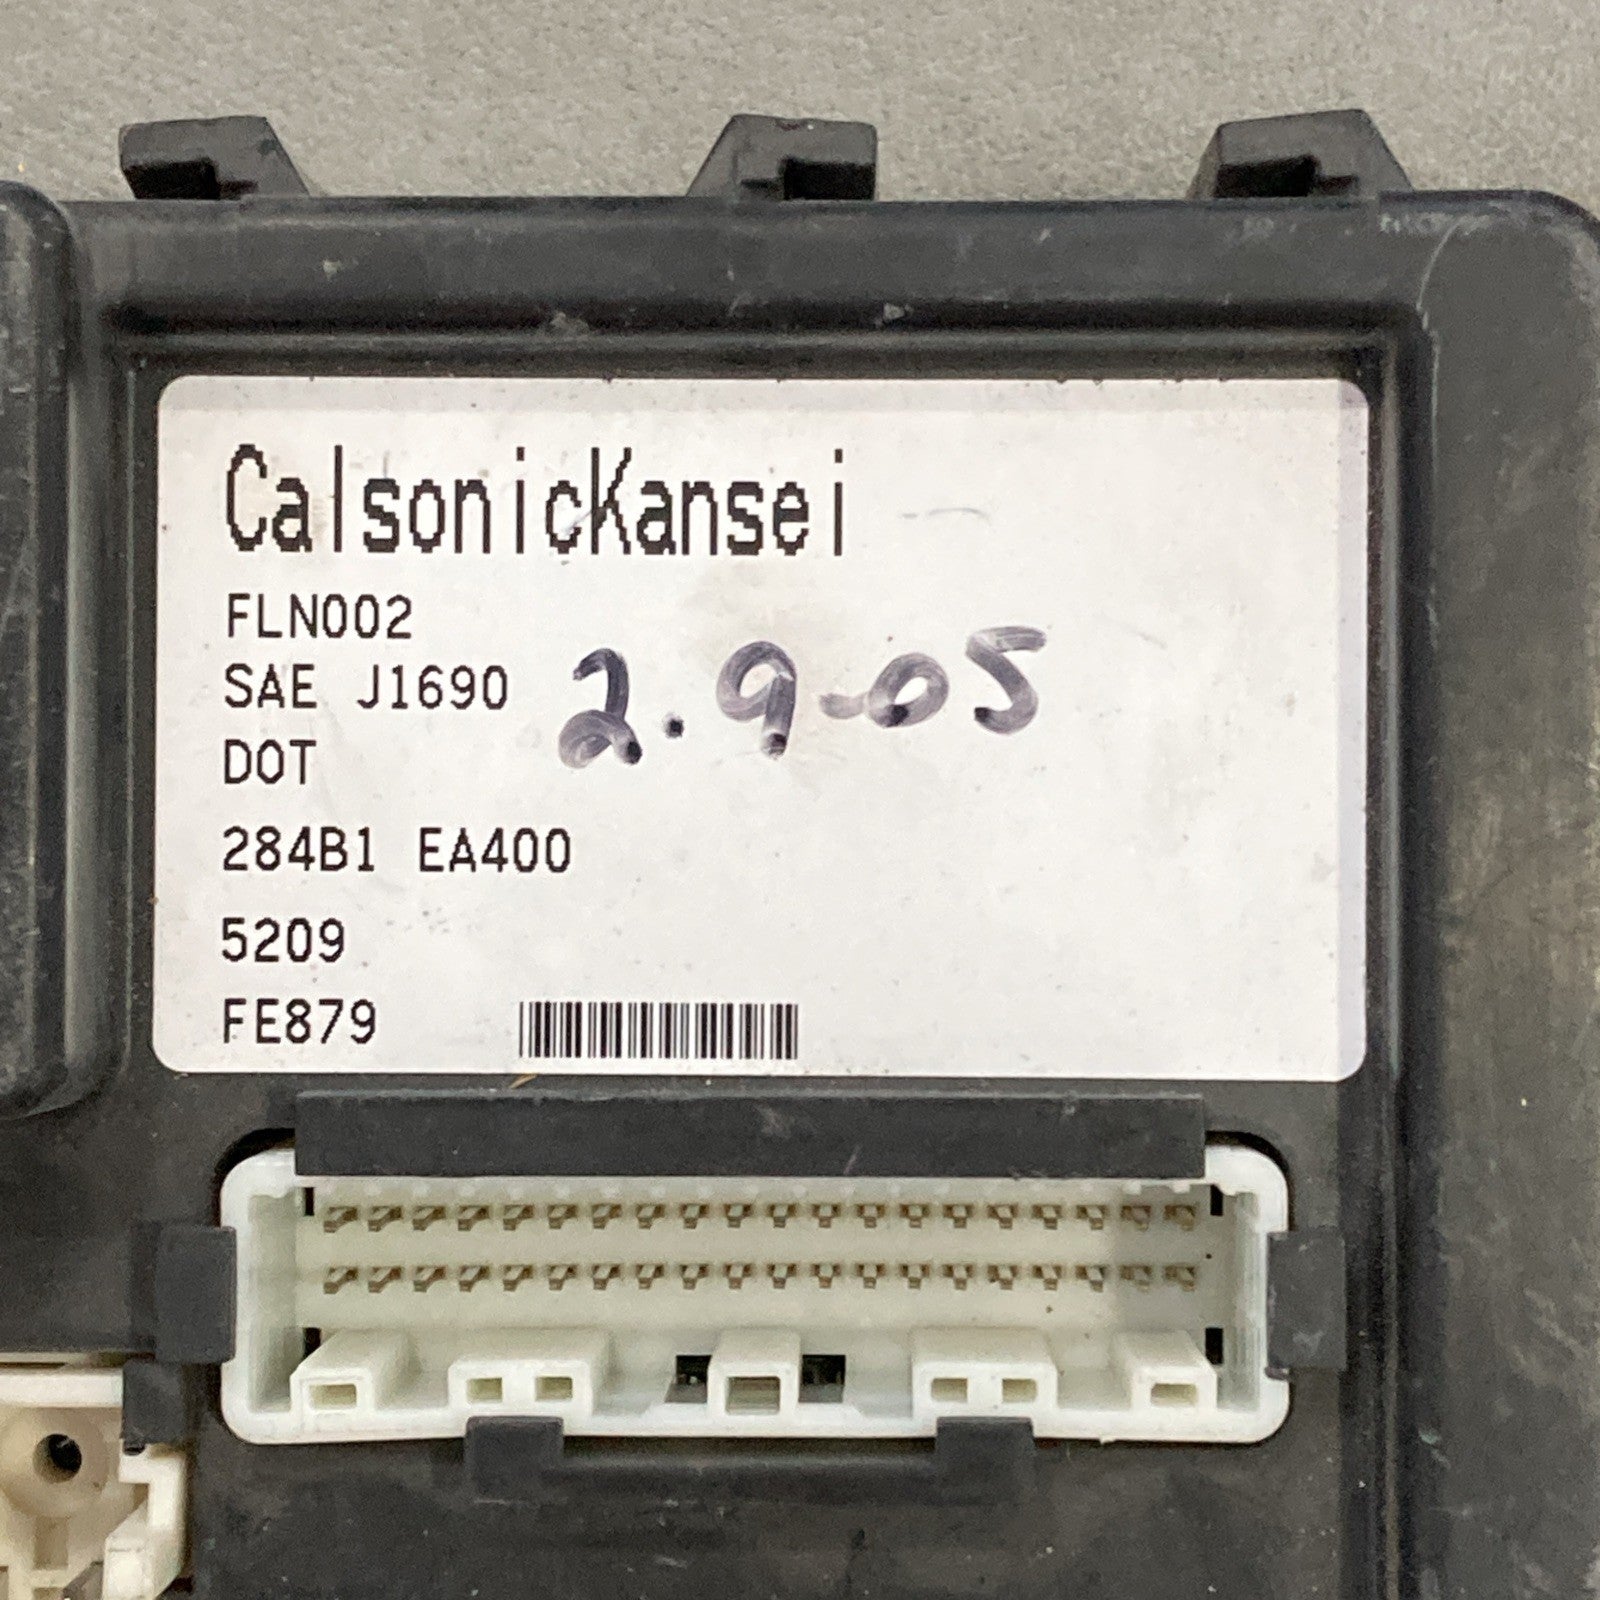 CalsonicKansei
FLN002
SAE J1690
2.9-05
DOT
284B1 EA400
5209
FE879